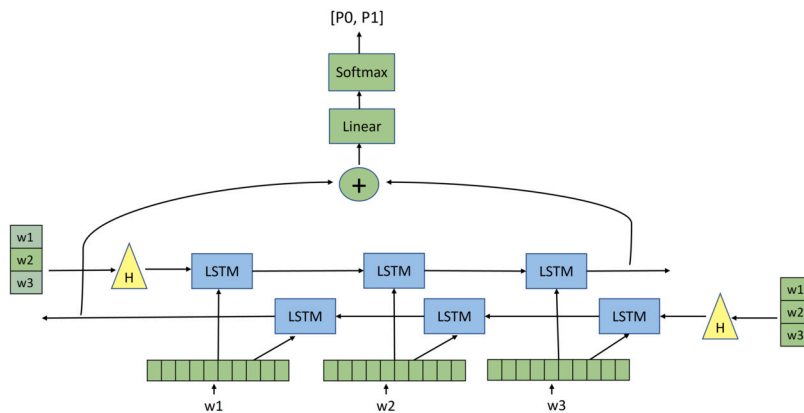 [P0, P1]
Softmax
Linear
+
w1
w2
w3
H
LSTM
LSTM
LSTM
LSTM
LSTM
LSTM
H
w1
w2
w3
w1
w2
w3